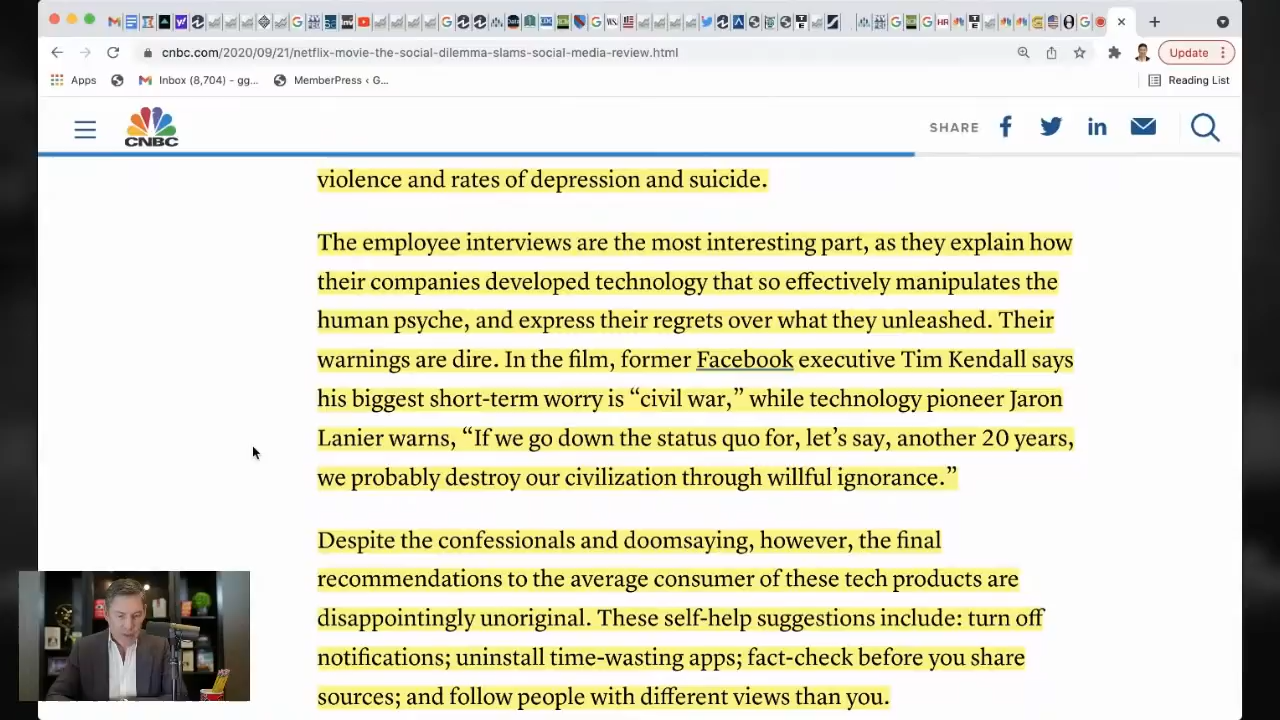 cnbc.com/2020/09/21/netflix-movie-the-social-dilemma-slams-social-media-review.html
Update
Apps
Inbox (8,704) - gg...
MemberPress < G...
Reading List
CNBC
SHARE
violence and rates of depression and suicide.
The employee interviews are the most interesting part, as they explain how
their companies developed technology that so effectively manipulates the
human psyche, and express their regrets over what they unleashed. Their
warnings are dire. In the film, former Facebook executive Tim Kendall says
his biggest short-term worry is “civil war,” while technology pioneer Jaron
Lanier warns, “If we go down the status quo for, let’s say, another 20 years,
we probably destroy our civilization through willful ignorance.”
Despite the confessionals and doomsaying, however, the final
recommendations to the average consumer of these tech products are
disappointingly unoriginal. These self-help suggestions include: turn off
notifications; uninstall time-wasting apps; fact-check before you share
sources; and follow people with different views than you.